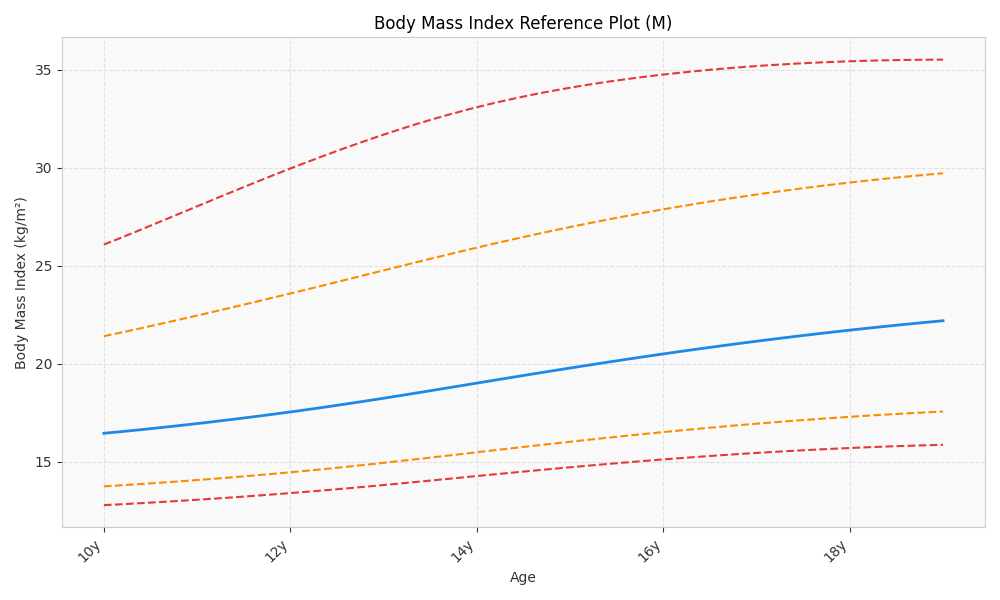 Body Mass Index Reference Plot (M)
Body Mass Index (kg/m²)
35
30
25
20
15
10y
12y
14y
16y
18y
Age